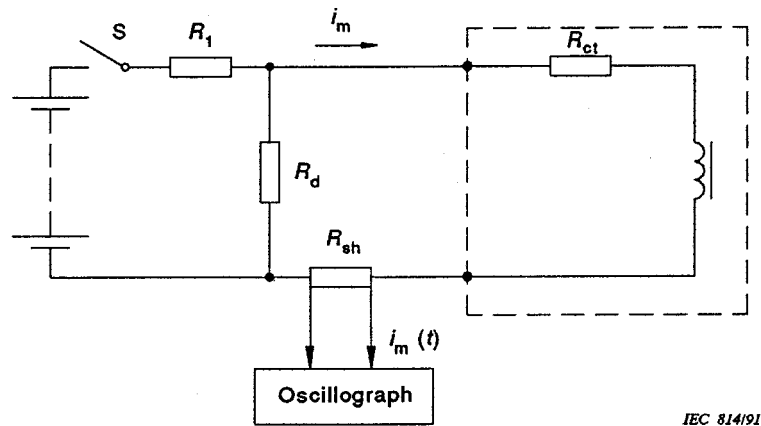 S
R1
im
Rct
Rd
Rsh
im (t)
Oscillograph
IEC 814/91